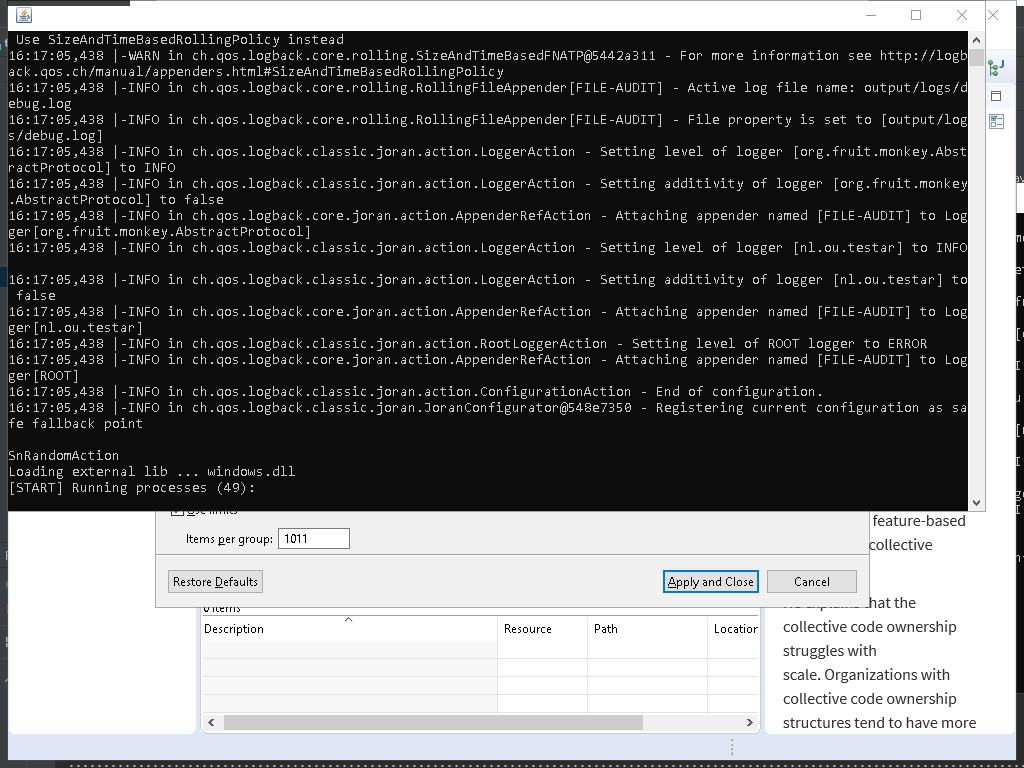 Use SizeAndTimeBasedRollingPolicy instead
16:17:05,438 |-WARN in ch.qos.logback.core.rolling.SizeAndTimeBasedFNATP@5442a311 - For more information see http://logb
ack.qos.ch/manual/appenders.html#SizeAndTimeBasedRollingPolicy
16:17:05,438 |-INFO in ch.qos.logback.core.rolling.RollingFileAppender[FILE-AUDIT] - Active log file name: output/logs/d
ebug.log
16:17:05,438 |-INFO in ch.qos.logback.core.rolling.RollingFileAppender[FILE-AUDIT] - File property is set to [output/log
s/debug.log]
16:17:05,438 |-INFO in ch.qos.logback.classic.joran.action.LoggerAction - Setting level of logger [org.fruit.monkey.Abst
ractProtocol] to INFO
16:17:05,438 |-INFO in ch.qos.logback.classic.joran.action.LoggerAction - Setting additivity of logger [org.fruit.monkey
.AbstractProtocol] to false
16:17:05,438 |-INFO in ch.qos.logback.core.joran.action.AppenderRefAction - Attaching appender named [FILE-AUDIT] to Log
ger[org.fruit.monkey.AbstractProtocol]
16:17:05,438 |-INFO in ch.qos.logback.classic.joran.action.LoggerAction - Setting level of logger [nl.ou.testar] to INFO
16:17:05,438 |-INFO in ch.qos.logback.classic.joran.action.LoggerAction - Setting additivity of logger [nl.ou.testar] to
false
16:17:05,438 |-INFO in ch.qos.logback.core.joran.action.AppenderRefAction - Attaching appender named [FILE-AUDIT] to Log
ger[nl.ou.testar]
16:17:05,438 |-INFO in ch.qos.logback.classic.joran.action.RootLoggerAction - Setting level of ROOT logger to ERROR
16:17:05,438 |-INFO in ch.qos.logback.core.joran.action.AppenderRefAction - Attaching appender named [FILE-AUDIT] to Log
ger[ROOT]
16:17:05,438 |-INFO in ch.qos.logback.classic.joran.action.ConfigurationAction - End of configuration.
16:17:05,438 |-INFO in ch.qos.logback.classic.joran.JoranConfigurator@548e7350 - Registering current configuration as sa
fe fallback point
SnRandomAction
Loading external lib ... windows.dll
[START] Running processes (49):
Use limits
Items per group: 1011
Restore Defaults
Apply and Close
Cancel
0 items
Description
Resource
Path
Location
feature-based
collective
explains that the
collective code ownership
struggles with
scale. Organizations with
collective code ownership
structures tend to have more